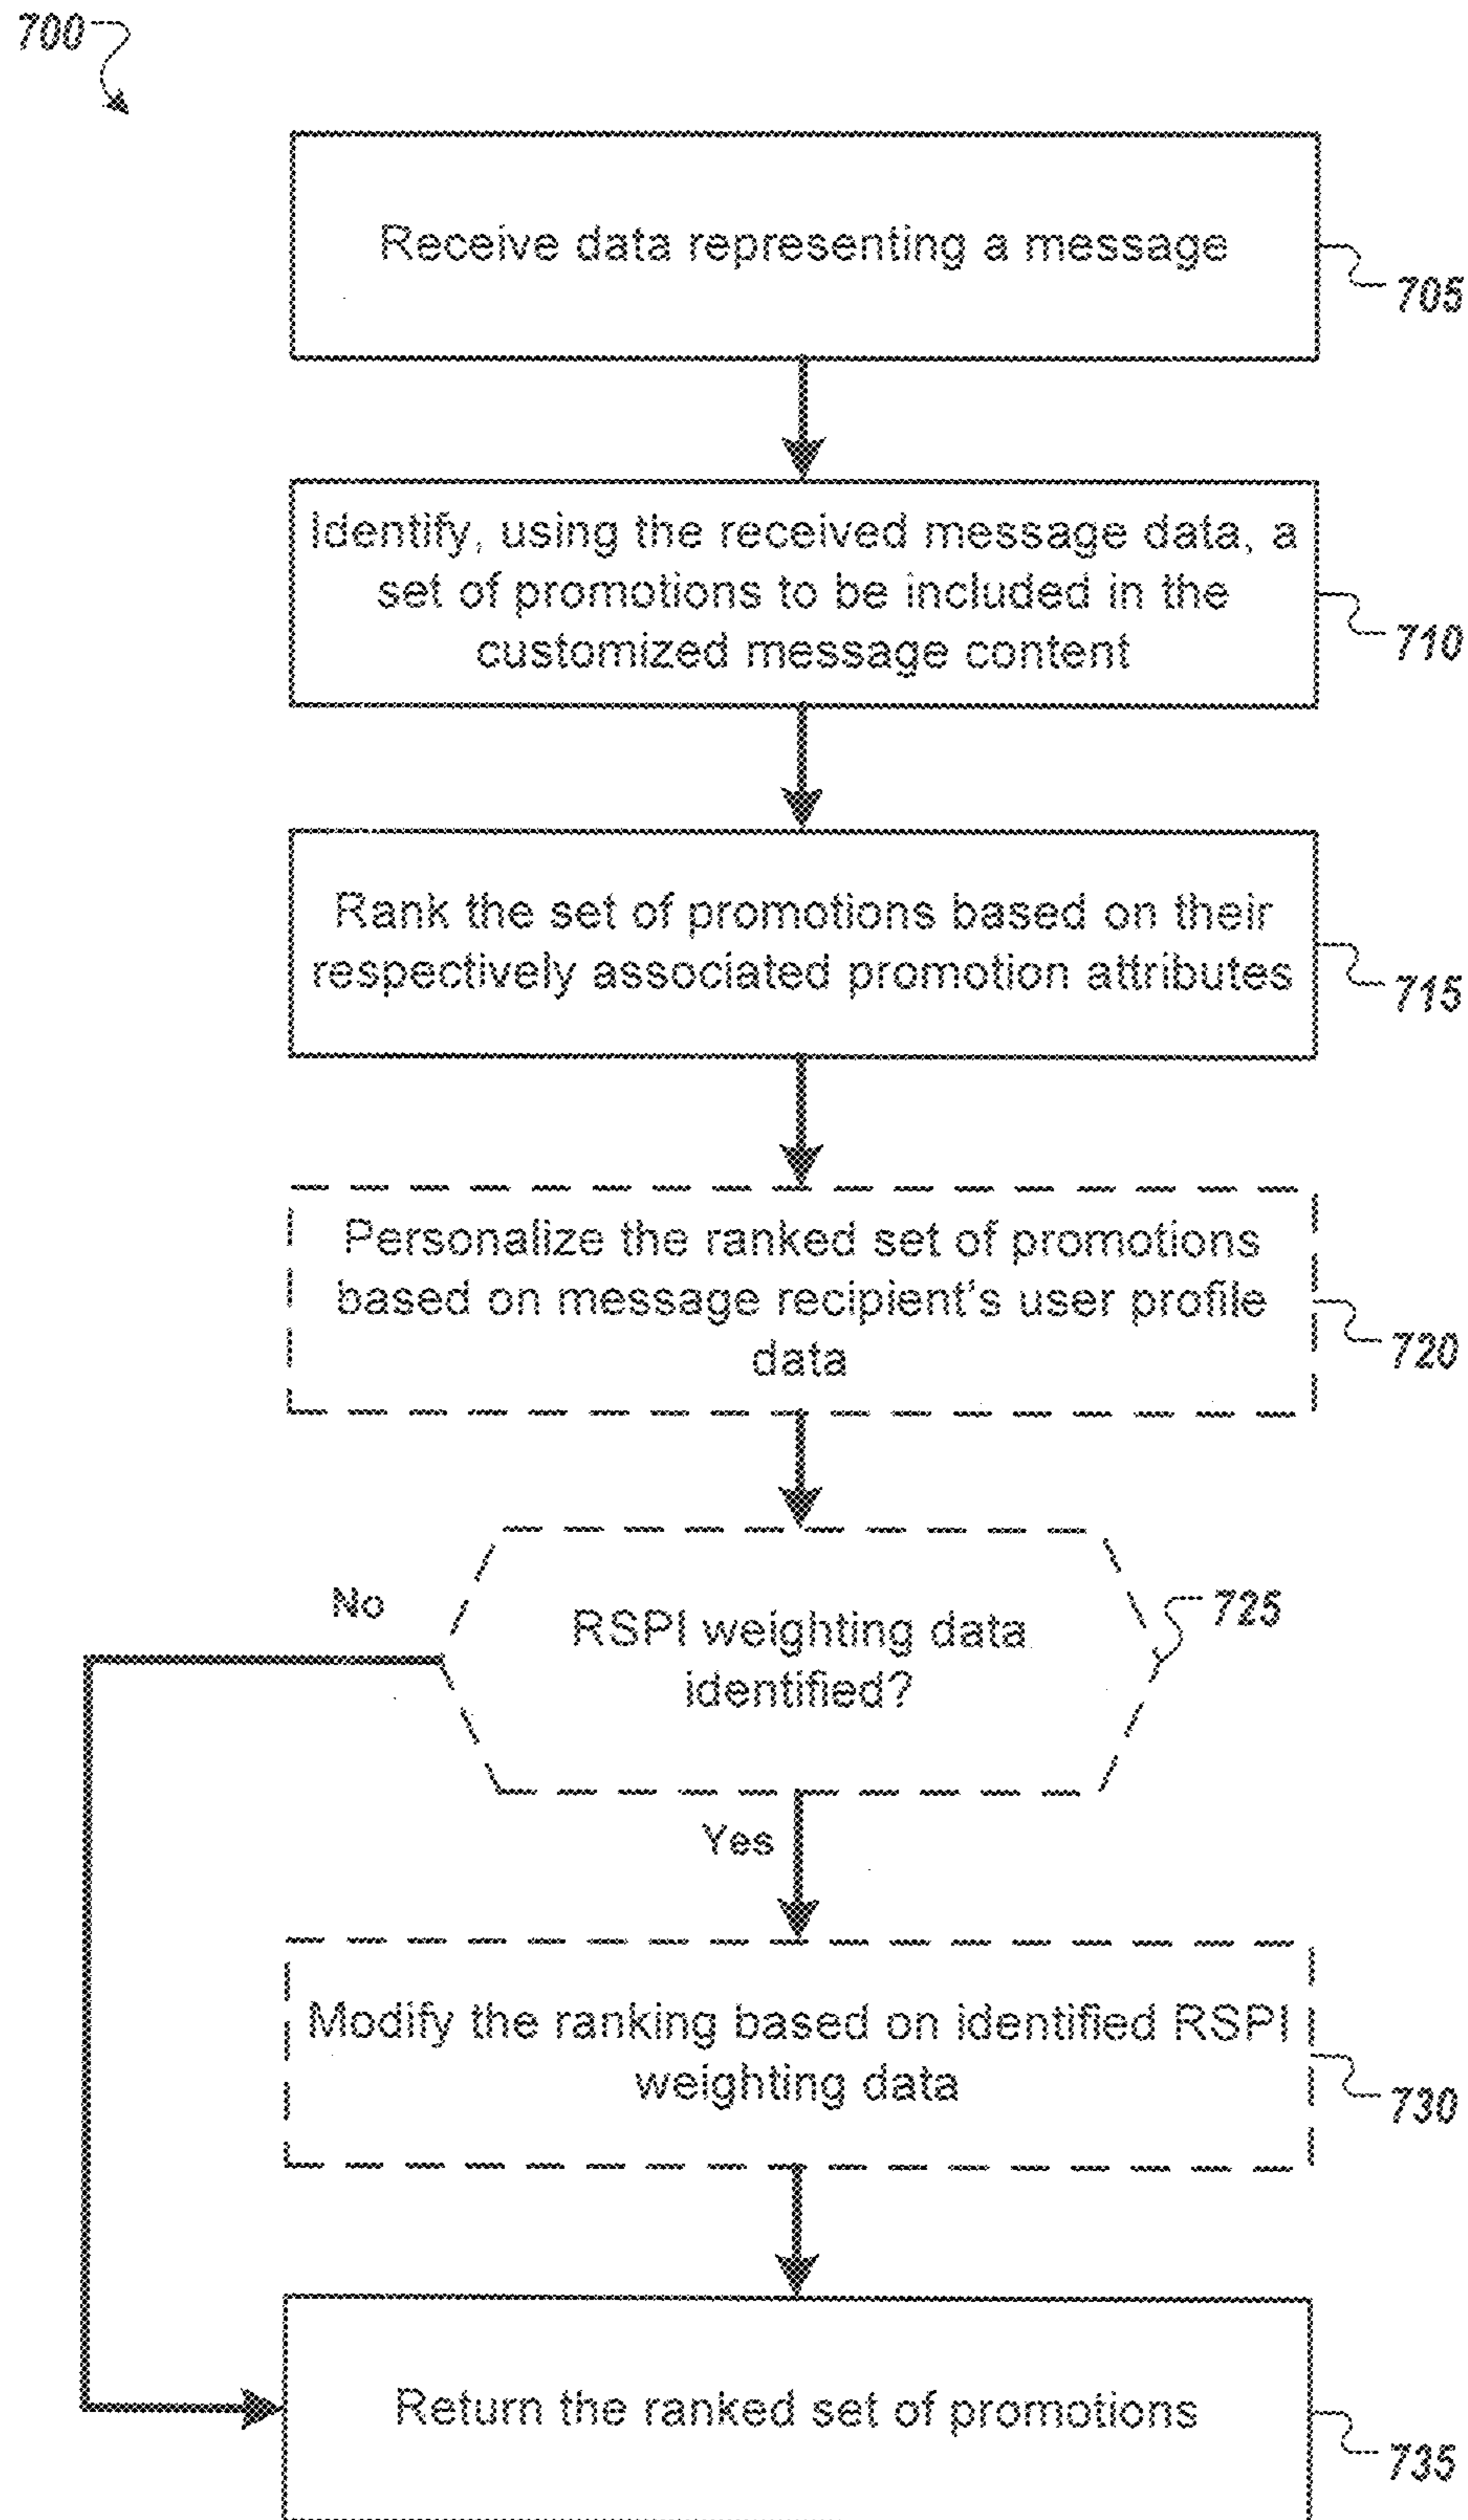 700
Receive data representing a message
705
Identify, using the received message data, a
set of promotions to be included in the
customized message content
710
Rank the set of promotions based on their
respectively associated promotion attributes
715
Personalize the ranked set of promotions
based on message recipient's user profile
data
720
No
RSPI weighting data
identified?
725
Yes
Modify the ranking based on identified RSPI
weighting data
730
Return the ranked set of promotions
735